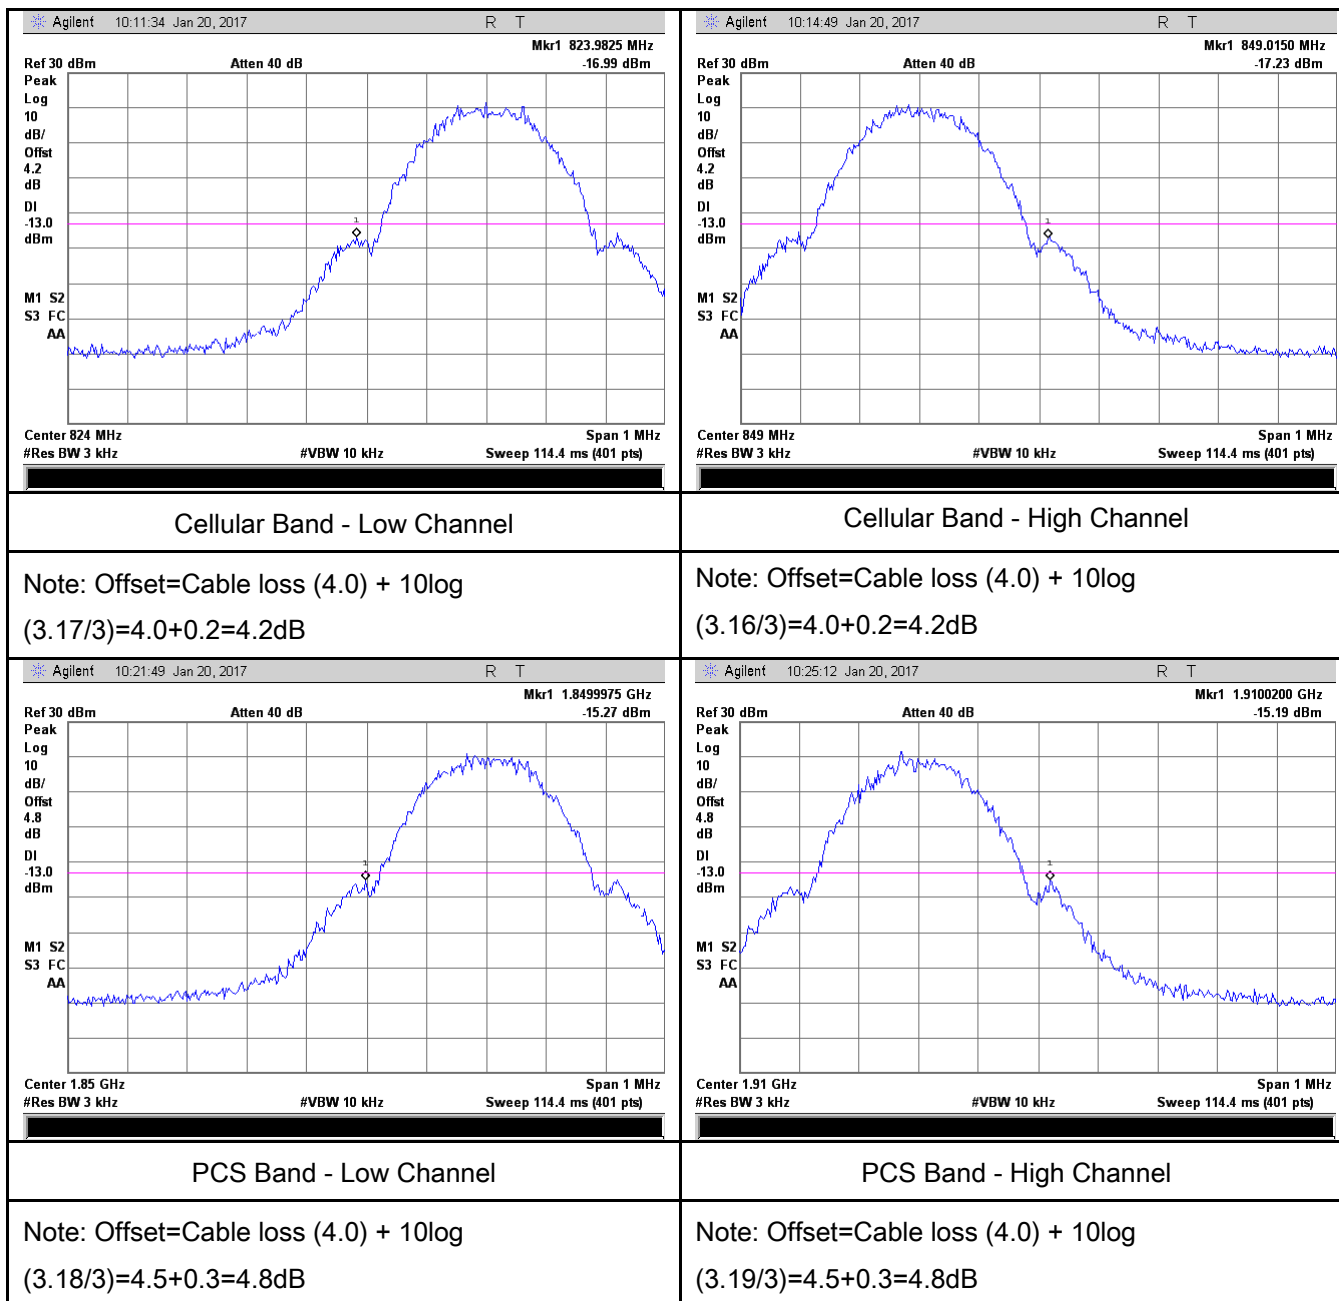 Agilent 10:11:34 Jan 20, 2017 R T
Mkr1 823.9825 MHz
Ref 30 dBm Atten 40 dB -16.99 dBm
Peak
Log
10
dB/
Offst
4.2
dB
DI
-13.0
dBm
1
M1 S2
S3 FC
AA
Center 824 MHz Span 1 MHz
#Res BW 3 kHz #VBW 10 kHz Sweep 114.4 ms (401 pts)
Cellular Band - Low Channel
Note: Offset=Cable loss (4.0) + 10log
(3.17/3)=4.0+0.2=4.2dB
Agilent 10:14:49 Jan 20, 2017 R T
Mkr1 849.0150 MHz
Ref 30 dBm Atten 40 dB -17.23 dBm
Peak
Log
10
dB/
Offst
4.2
dB
DI
-13.0
dBm
1
M1 S2
S3 FC
AA
Center 849 MHz Span 1 MHz
#Res BW 3 kHz #VBW 10 kHz Sweep 114.4 ms (401 pts)
Cellular Band - High Channel
Note: Offset=Cable loss (4.0) + 10log
(3.16/3)=4.0+0.2=4.2dB
Agilent 10:21:49 Jan 20, 2017 R T
Mkr1 1.8499975 GHz
Ref 30 dBm Atten 40 dB -15.27 dBm
Peak
Log
10
dB/
Offst
4.8
dB
DI
-13.0
dBm
1
M1 S2
S3 FC
AA
Center 1.85 GHz Span 1 MHz
#Res BW 3 kHz #VBW 10 kHz Sweep 114.4 ms (401 pts)
PCS Band - Low Channel
Note: Offset=Cable loss (4.0) + 10log
(3.18/3)=4.5+0.3=4.8dB
Agilent 10:25:12 Jan 20, 2017 R T
Mkr1 1.9100200 GHz
Ref 30 dBm Atten 40 dB -15.19 dBm
Peak
Log
10
dB/
Offst
4.8
dB
DI
-13.0
dBm
1
M1 S2
S3 FC
AA
Center 1.91 GHz Span 1 MHz
#Res BW 3 kHz #VBW 10 kHz Sweep 114.4 ms (401 pts)
PCS Band - High Channel
Note: Offset=Cable loss (4.0) + 10log
(3.19/3)=4.5+0.3=4.8dB